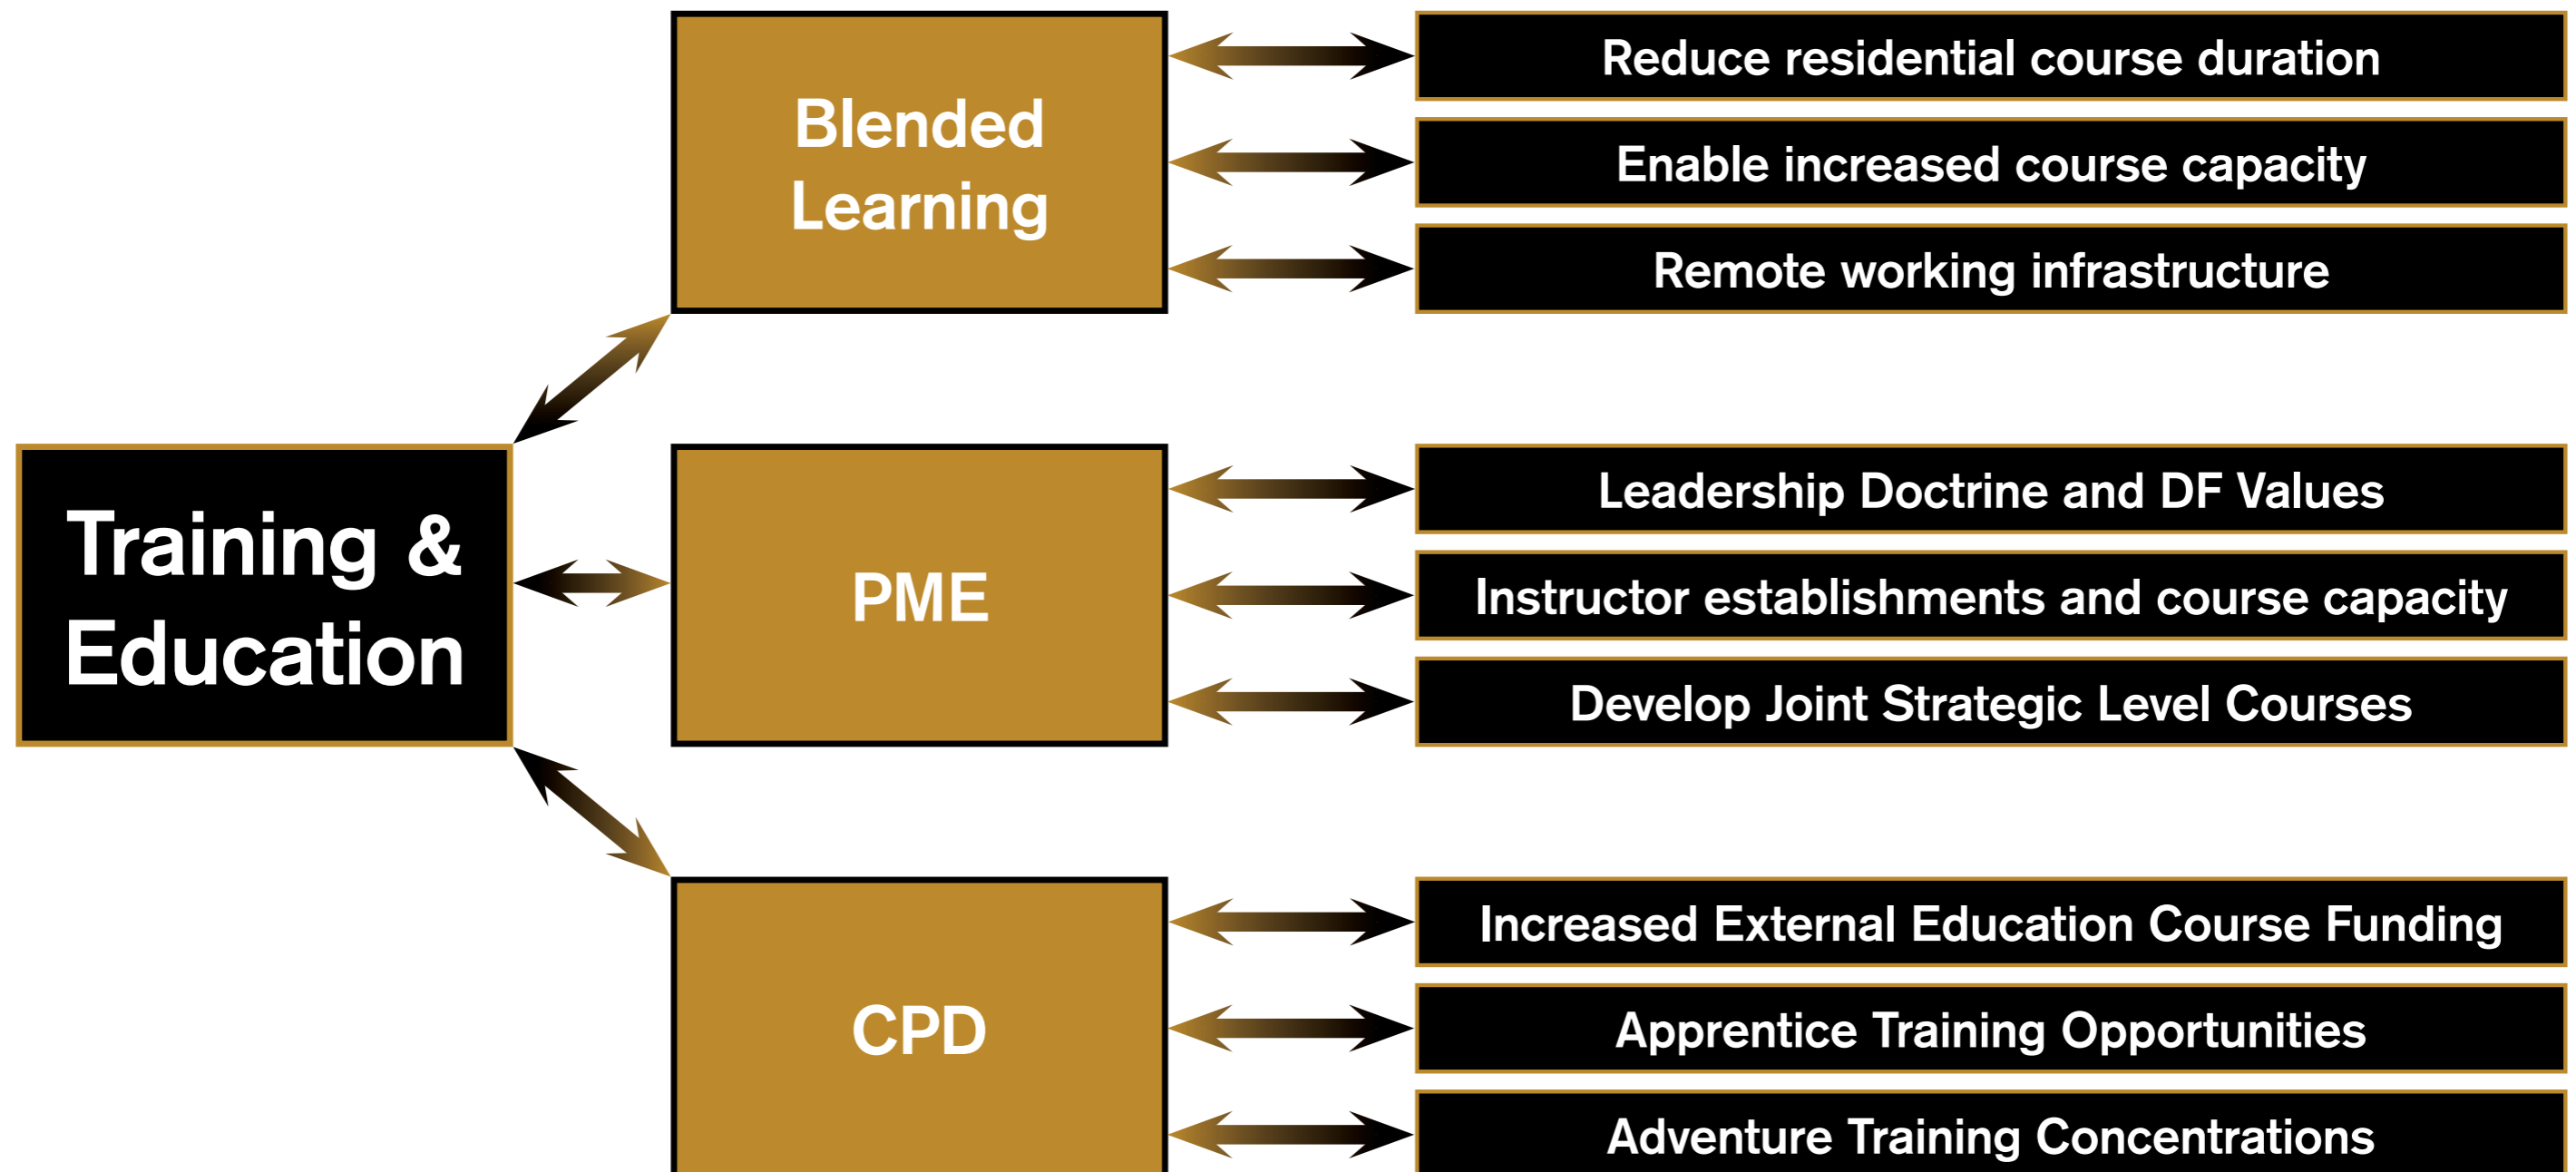 Blended
Learning
Reduce residential course duration
Enable increased course capacity
Remote working infrastructure
Training &
Education
PME
Leadership Doctrine and DF Values
Instructor establishments and course capacity
Develop Joint Strategic Level Courses
CPD
Increased External Education Course Funding
Apprentice Training Opportunities
Adventure Training Concentrations